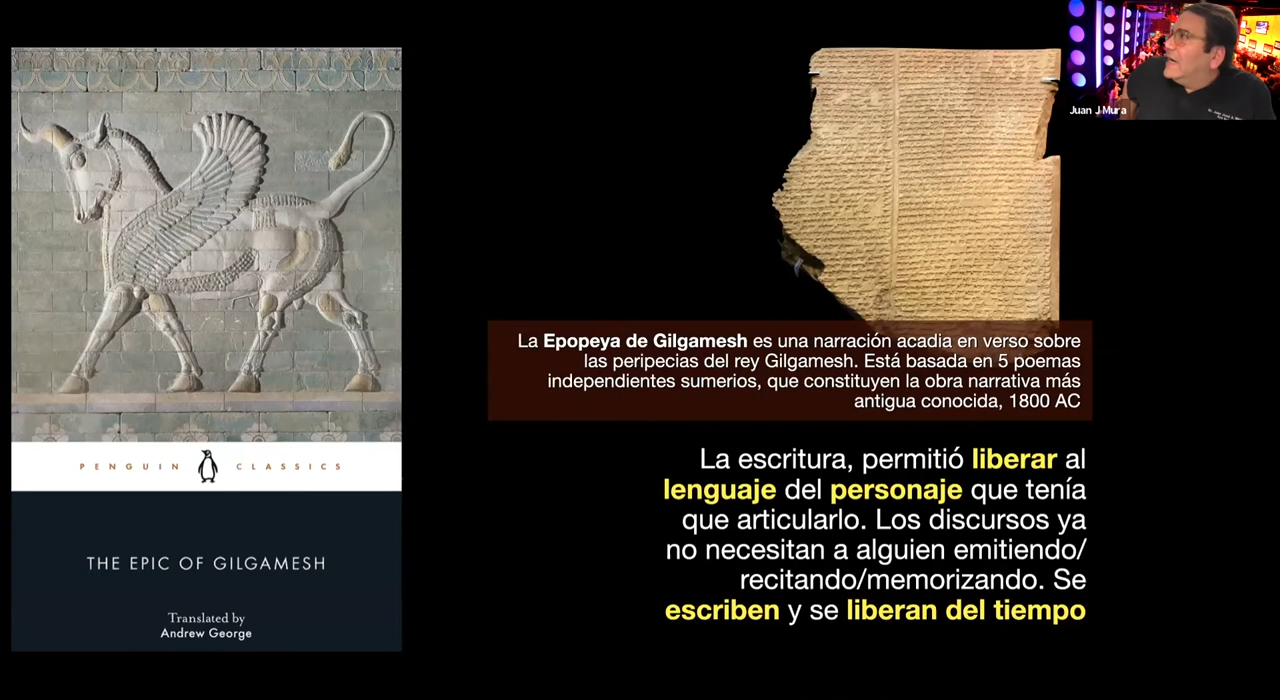 PENGUIN CLASSICS
THE EPIC OF GILGAMESH
Translated by
Andrew George
Juan J Mura
La Epopeya de Gilgamesh es una narración acadia en verso sobre
las peripecias del rey Gilgamesh. Está basada en 5 poemas
independientes sumerios, que constituyen la obra narrativa más
antigua conocida, 1800 AC
La escritura, permitió liberar al
lenguaje del personaje que tenía
que articularlo. Los discursos ya
no necesitan a alguien emitiendo/
recitando/memorizando. Se
escriben y se liberan del tiempo